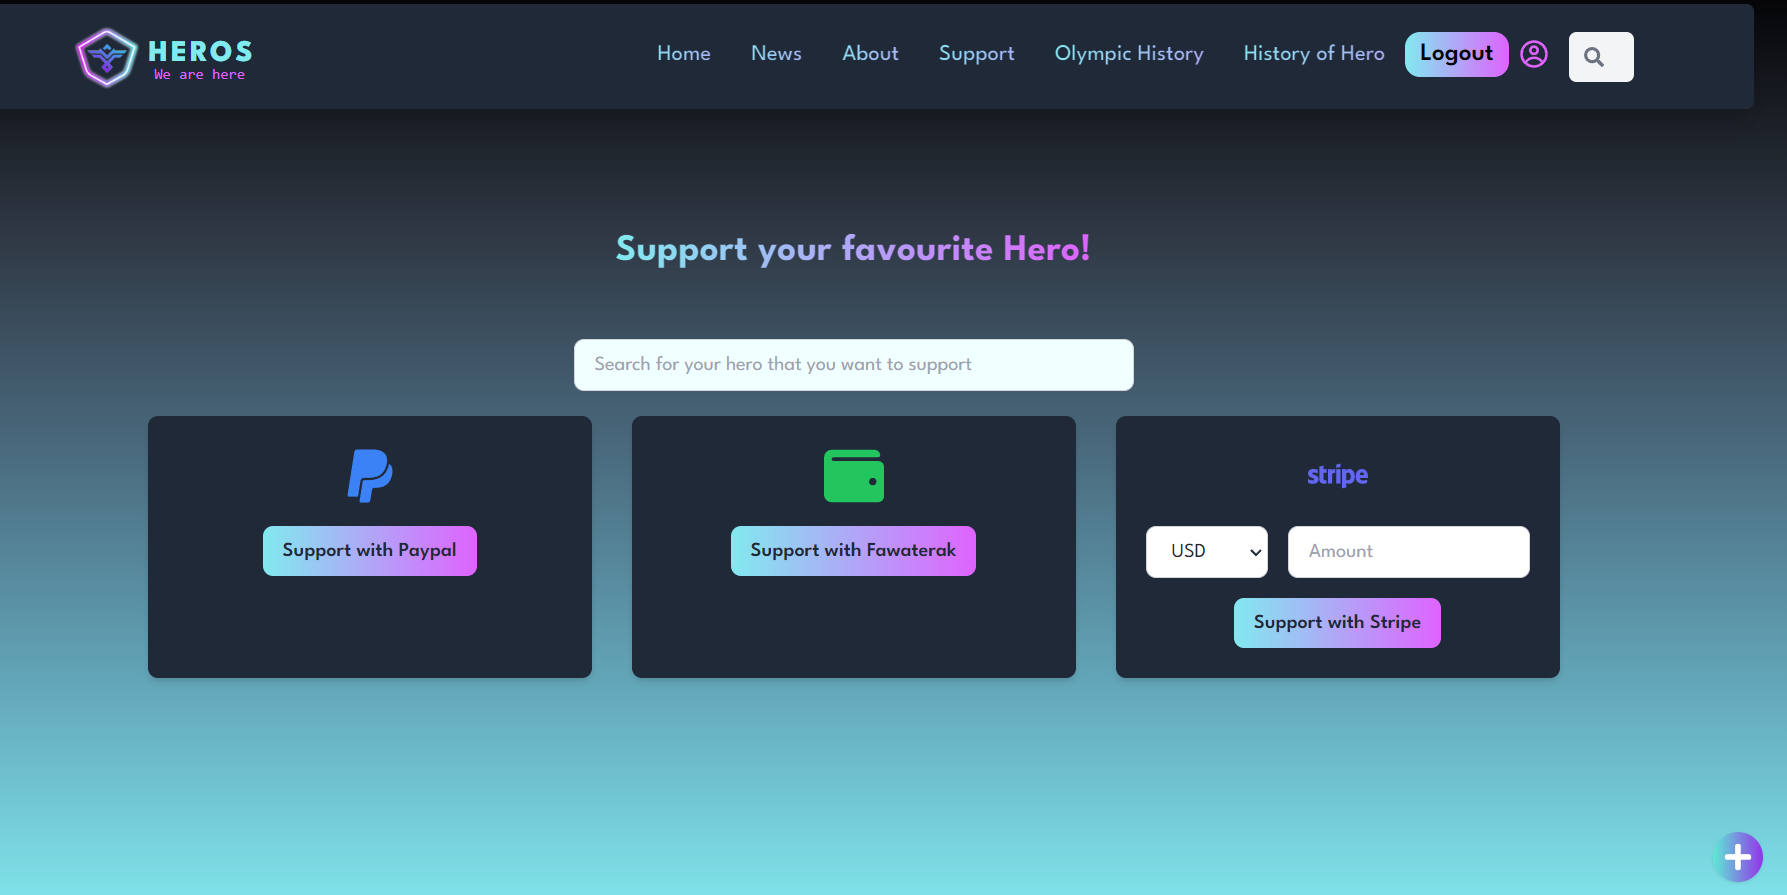 HEROS
We are here
Home News About Support Olympic History History of Hero Logout
Support your favourite Hero!
Search for your hero that you want to support
Support with Paypal
Support with Fawaterak
stripe
USD Amount
Support with Stripe